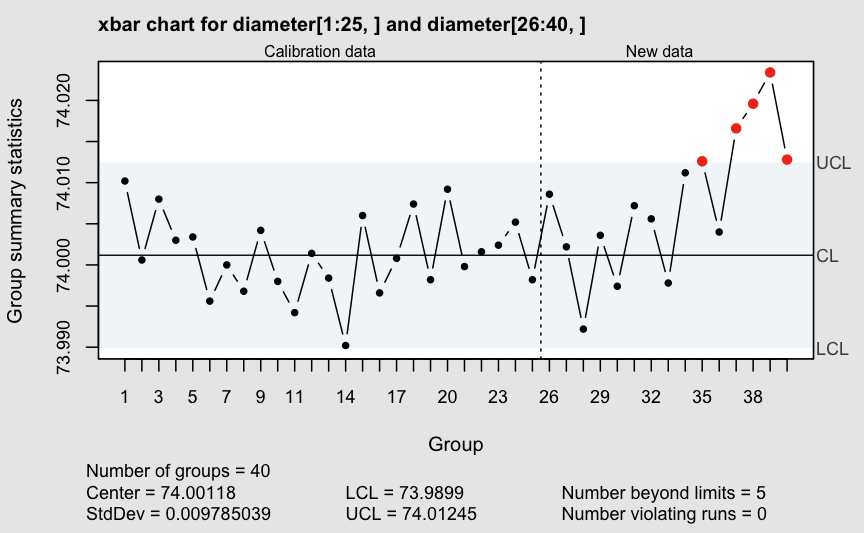 xbar chart for diameter[1:25, ] and diameter[26:40, ]
Calibration data New data
Group summary statistics
74.020
74.010
74.000
73.990
UCL
CL
LCL
1 3 5 7 9 11 14 17 20 23 26 29 32 35 38
Group
Number of groups = 40
Center = 74.00118 LCL = 73.9899 Number beyond limits = 5
StdDev = 0.009785039 UCL = 74.01245 Number violating runs = 0